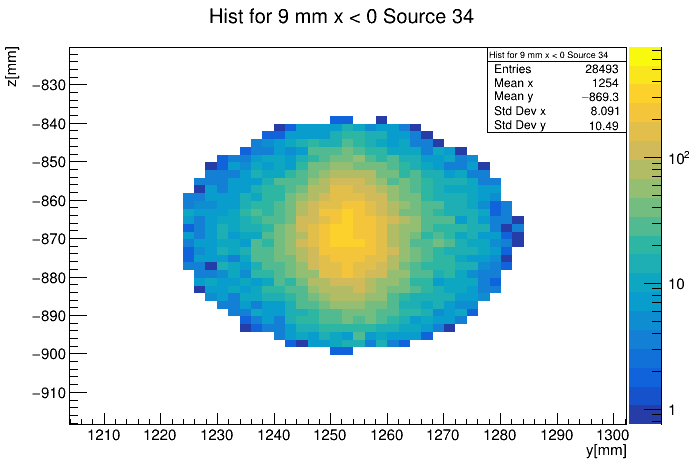 Hist for 9 mm x < 0 Source 34
z[mm]
Hist for 9 mm x < 0 Source 34
Entries 28493
Mean x 1254
Mean y −869.3
Std Dev x 8.091
Std Dev y 10.49
−830
−840
−850
−860
−870
−880
−890
−900
−910
10²
10
1
1210 1220 1230 1240 1250 1260 1270 1280 1290 1300
y[mm]